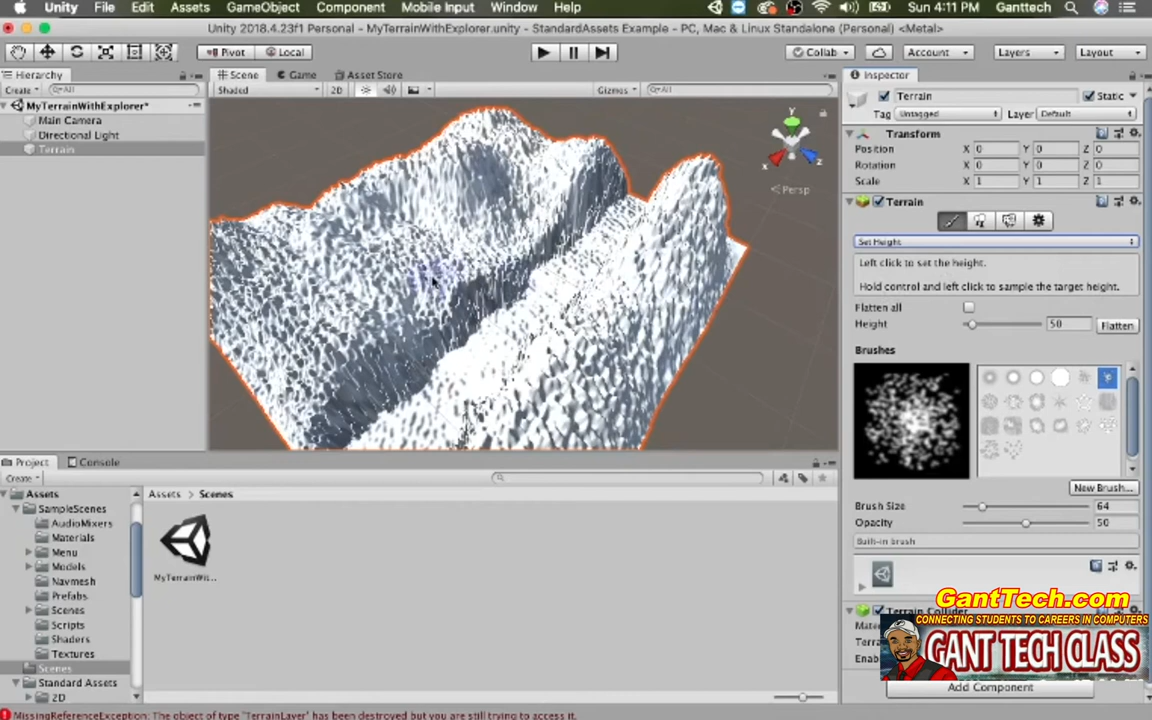 Unity File Edit Assets GameObject Component Mobile Input Window Help Sun 4:11 PM Ganttech
Unity 2018.4.23f1 Personal - MyTerrainWithExplorer.unity - StandardAssets Example - PC, Mac & Linux Standalone (Personal) <Metal>
Pivot Local Collab Account Layers Layout
Hierarchy Scene Game Asset Store Inspector
Create All Shaded 2D Gizmos All Terrain Static
MyTerrainWithExplorer*
Tag Untagged Layer Default
Main Camera
Directional Light
Terrain
Transform
Position X 0 Y 0 Z 0
Rotation X 0 Y 0 Z 0
Scale X 1 Y 1 Z 1
y
x
z
Persp
Terrain
Set Height
Left click to set the height.
Hold control and left click to sample the target height.
Flatten all
Height 50 Flatten
Brushes
New Brush...
Brush Size 64
Opacity 50
Built-in brush
Project Console
Create
Assets
SampleScenes
AudioMixers
Materials
Menu
Models
Navmesh
Prefabs
Scenes
Scripts
Shaders
Textures
Scenes
Standard Assets
2D
Assets > Scenes
MyTerrainWit...
Terrain Collider
GantTech.com
CONNECTING STUDENTS TO CAREERS IN COMPUTERS
GANT TECH CLASS
Add Component
MissingReferenceException: The object of type 'TerrainLayer' has been destroyed but you are still trying to access it.